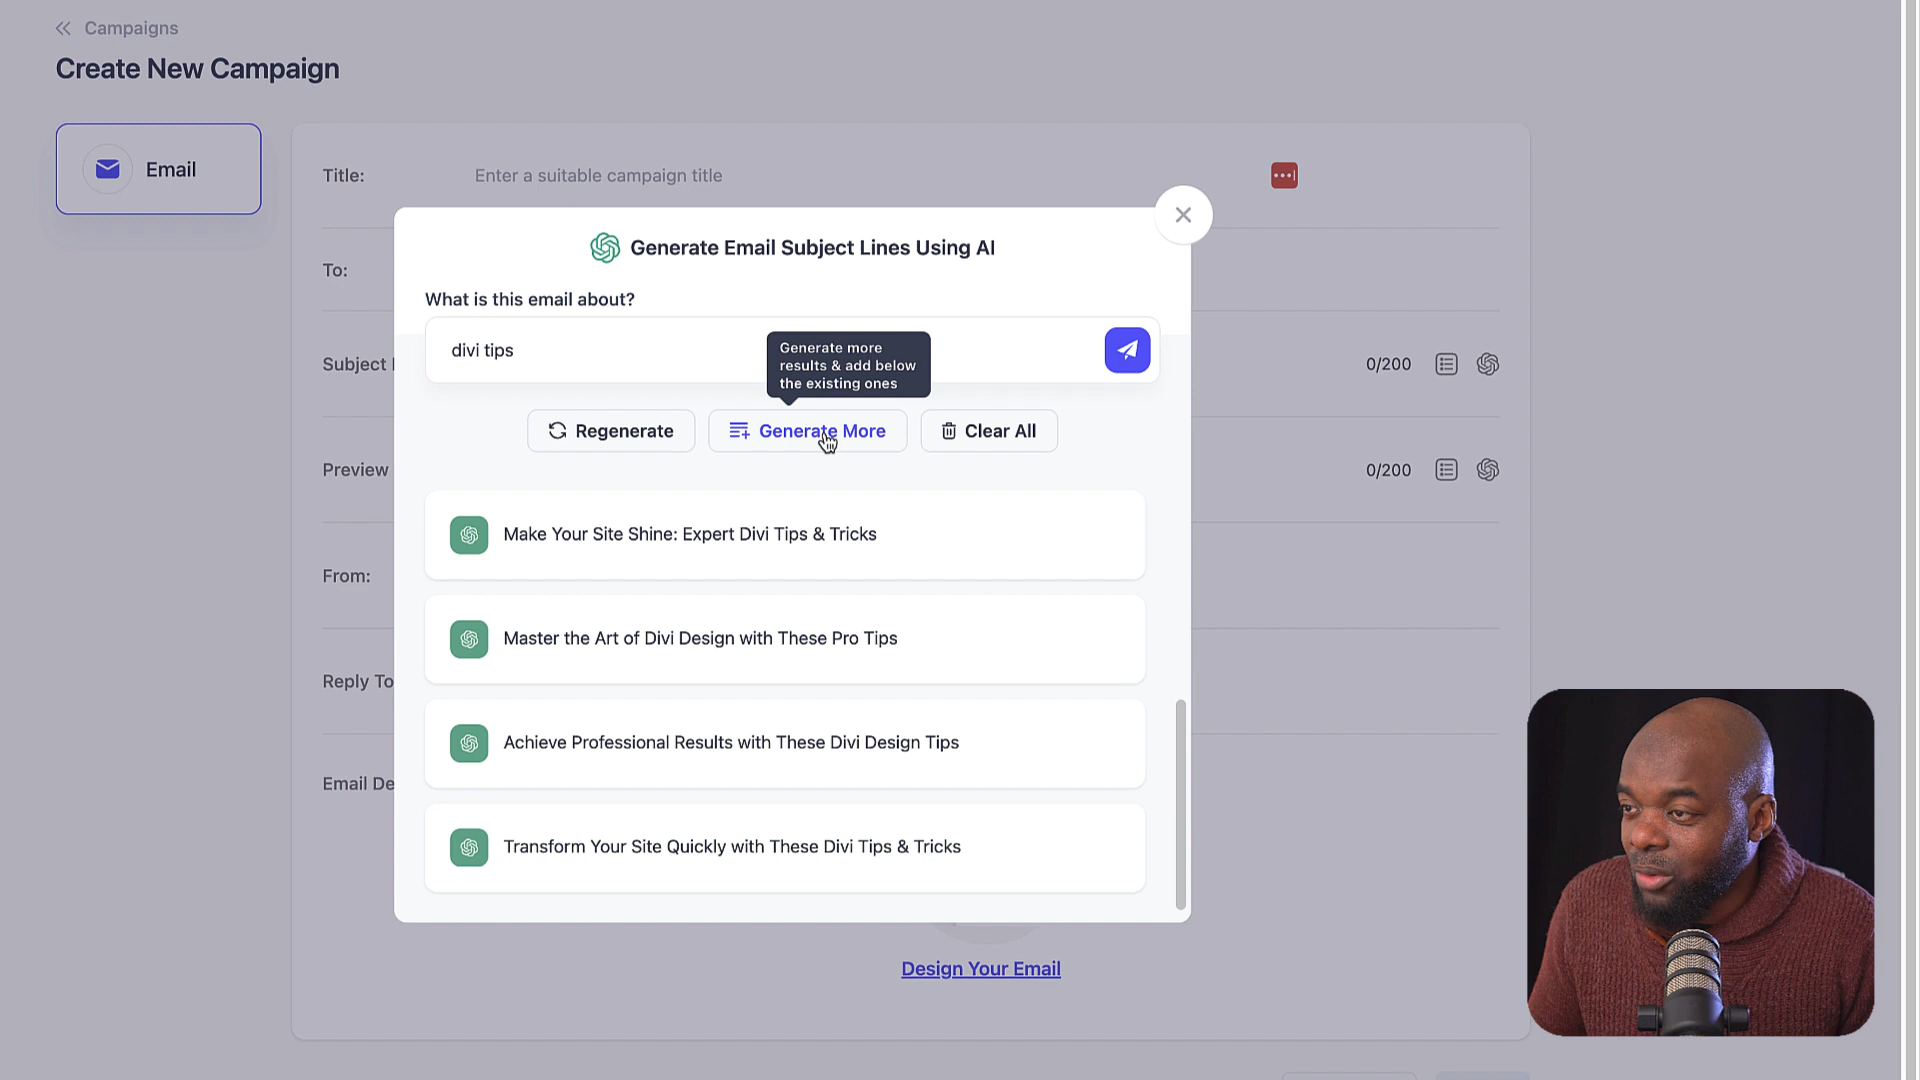 Campaigns
Create New Campaign
Email
Title:
Enter a suitable campaign title
Generate Email Subject Lines Using AI
To:
What is this email about?
divi tips
Generate more
results & add below
the existing ones
Subject
0/200
Regenerate
Generate More
Clear All
Preview
0/200
Make Your Site Shine: Expert Divi Tips & Tricks
From:
Master the Art of Divi Design with These Pro Tips
Reply To
Achieve Professional Results with These Divi Design Tips
Email De
Transform Your Site Quickly with These Divi Tips & Tricks
Design Your Email